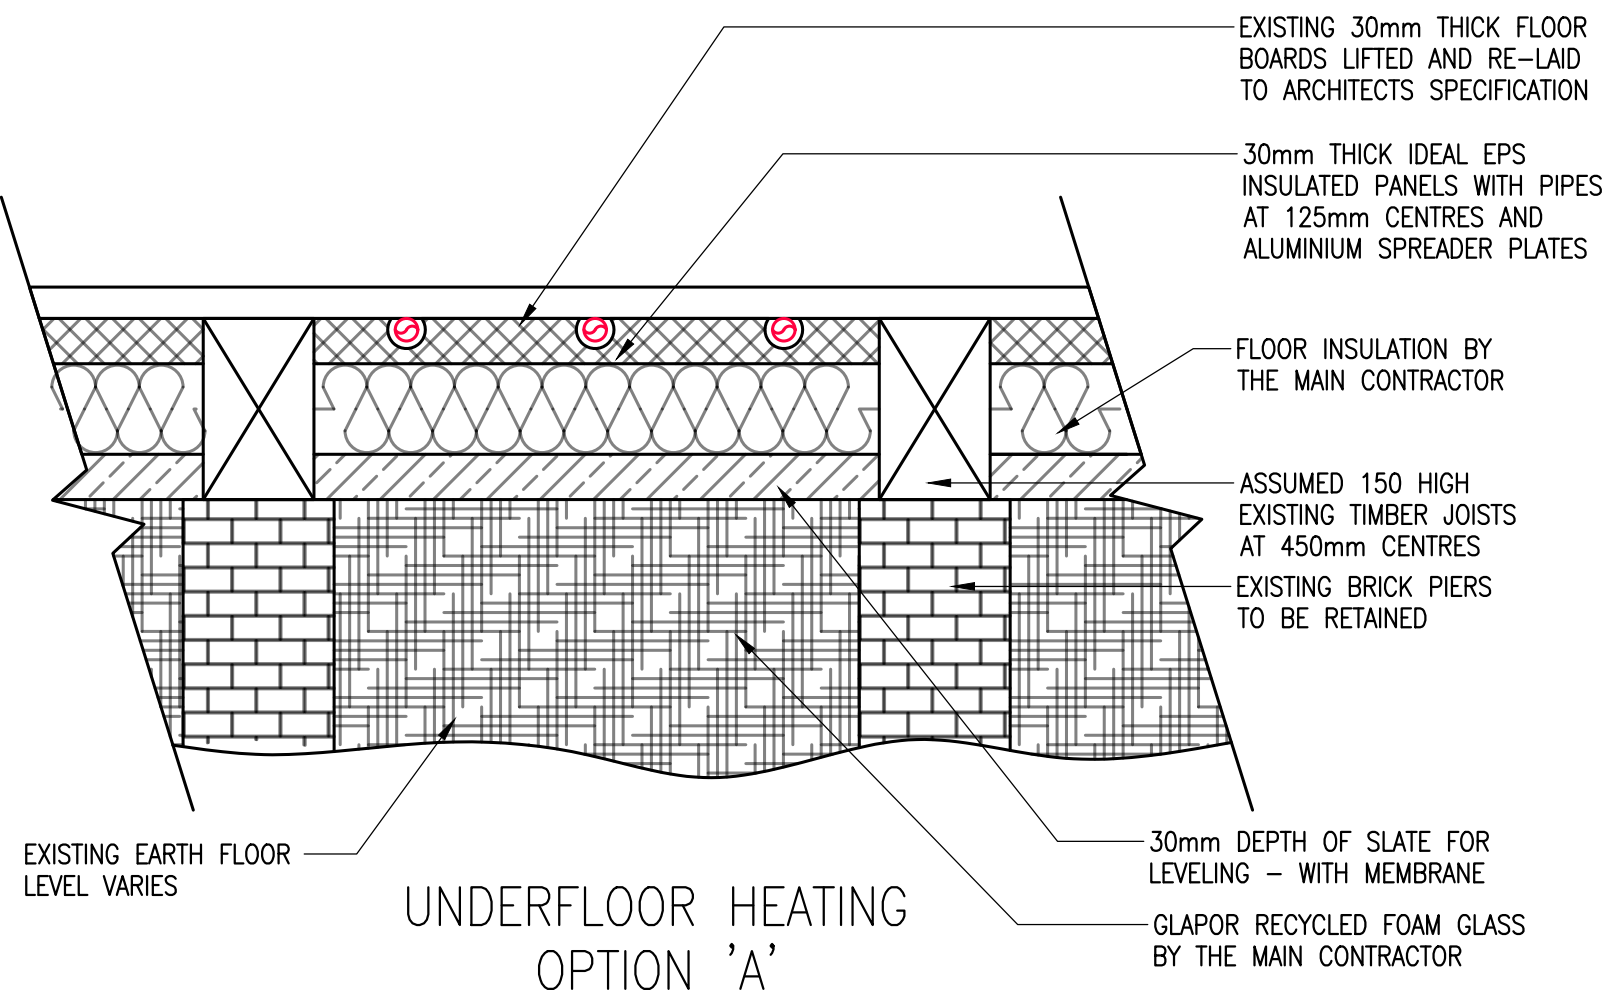 EXISTING 30mm THICK FLOOR
BOARDS LIFTED AND RE-LAID
TO ARCHITECTS SPECIFICATION
30mm THICK IDEAL EPS
INSULATED PANELS WITH PIPES
AT 125mm CENTRES AND
ALUMINIUM SPREADER PLATES
FLOOR INSULATION BY
THE MAIN CONTRACTOR
ASSUMED 150 HIGH
EXISTING TIMBER JOISTS
AT 450mm CENTRES
EXISTING BRICK PIERS
TO BE RETAINED
30mm DEPTH OF SLATE FOR
LEVELING - WITH MEMBRANE
GLAPOR RECYCLED FOAM GLASS
BY THE MAIN CONTRACTOR
EXISTING EARTH FLOOR
LEVEL VARIES
UNDERFLOOR HEATING
OPTION 'A'